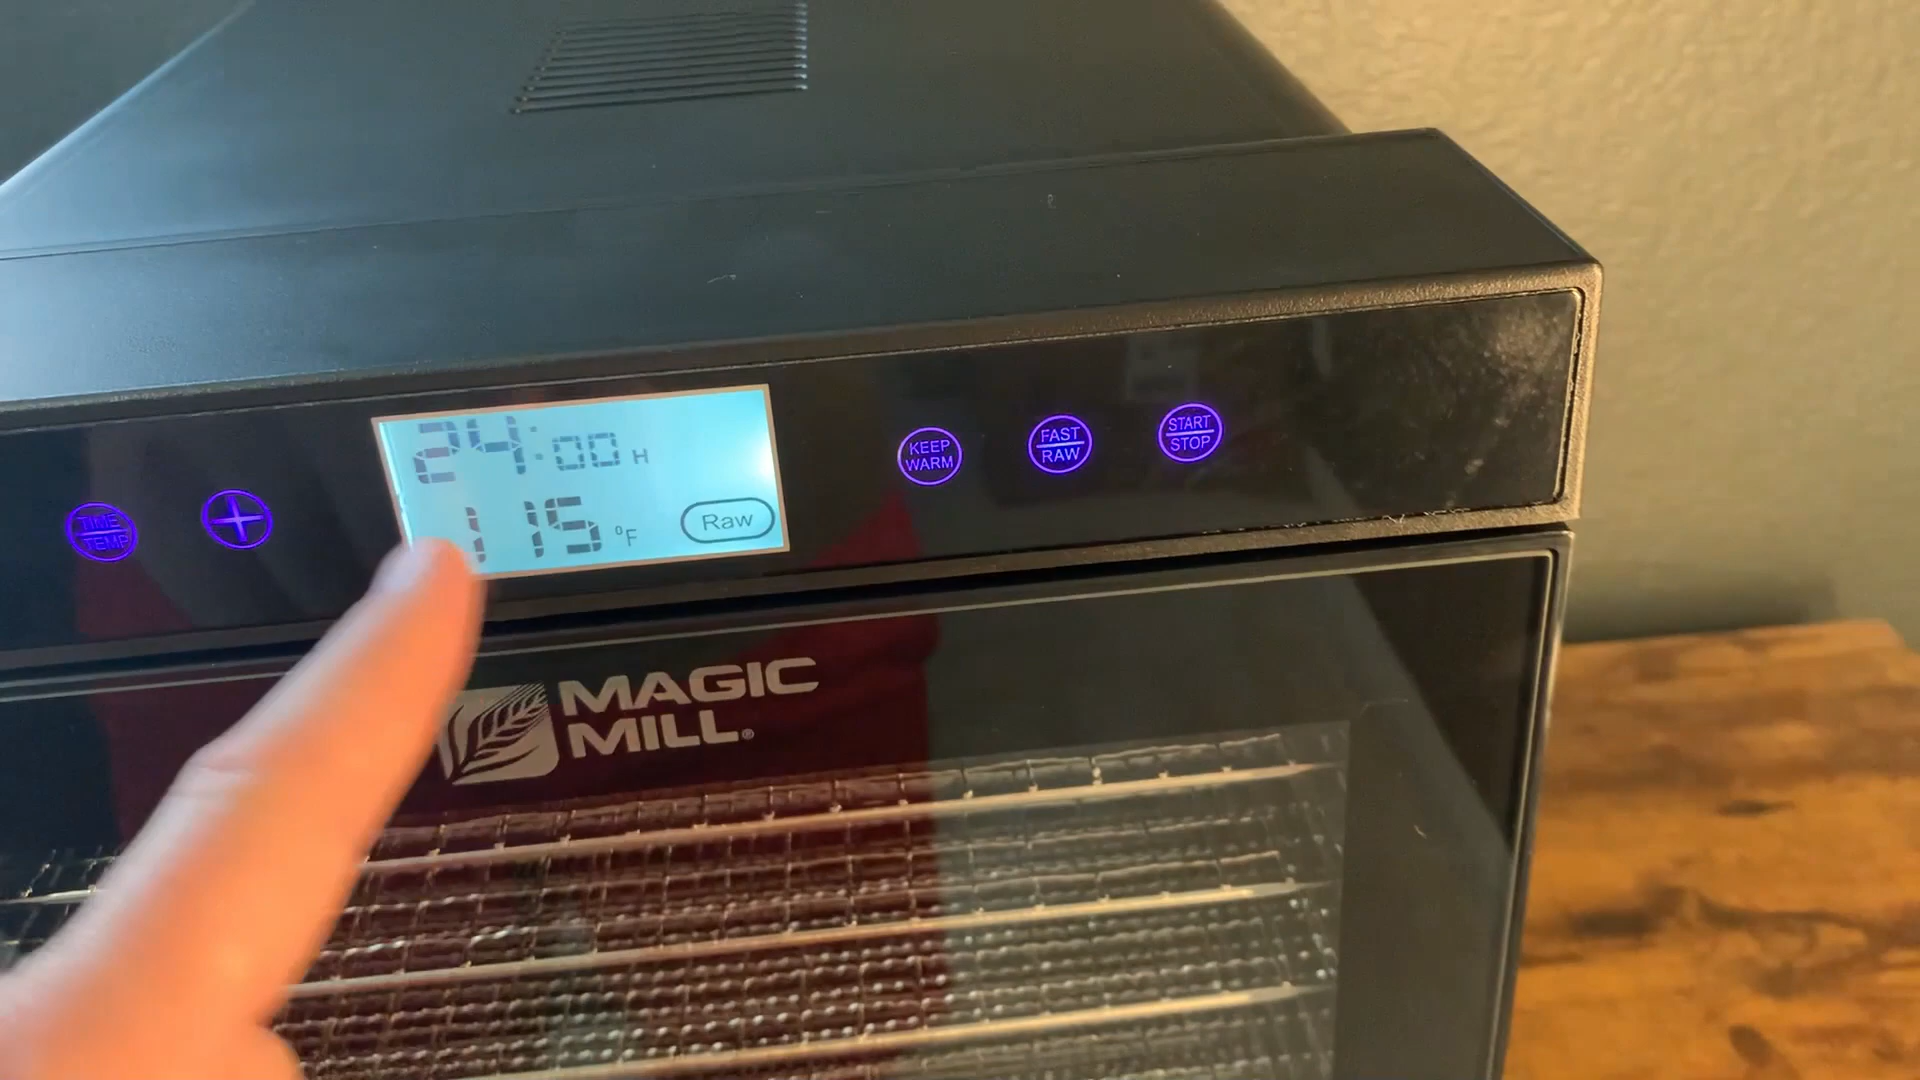 24:00 H
115 °F
Raw
TIME
TEMP
+
KEEP
WARM
FAST
RAW
START
STOP
MAGIC
MILL®